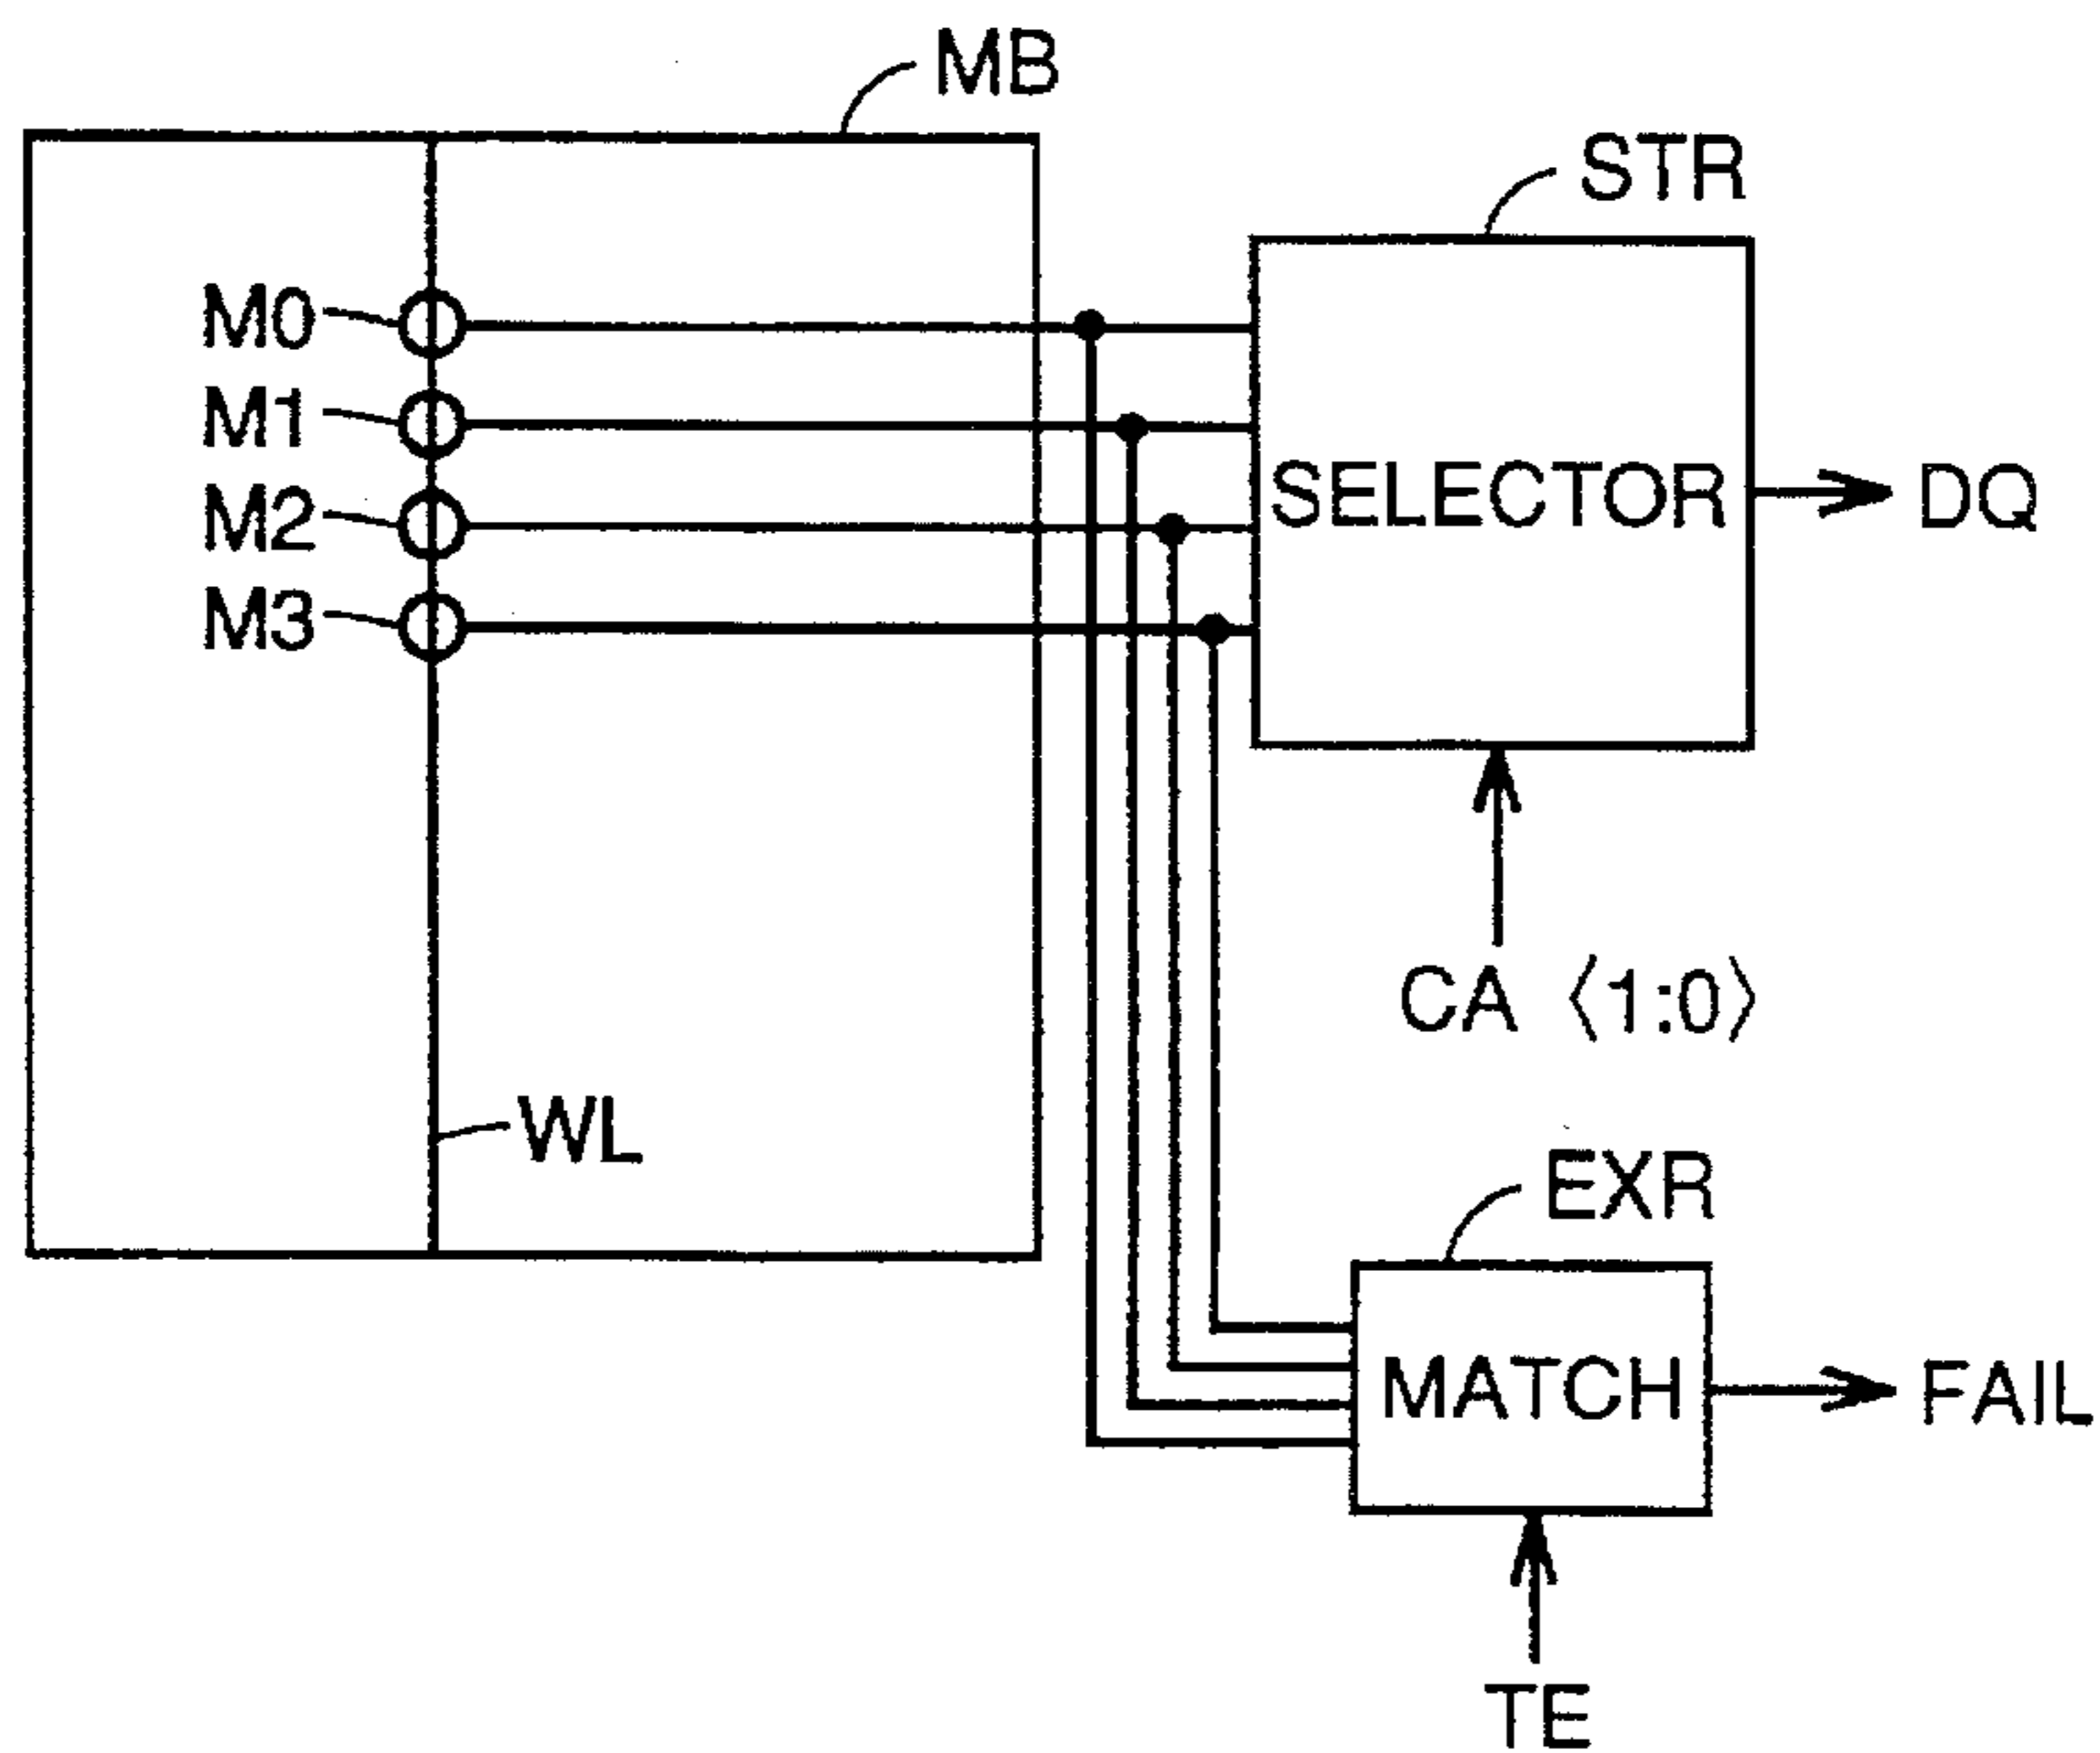 MB
STR
M0
M1
SELECTOR
DQ
M2
M3
CA ⟨1:0⟩
WL
EXR
MATCH
FAIL
TE